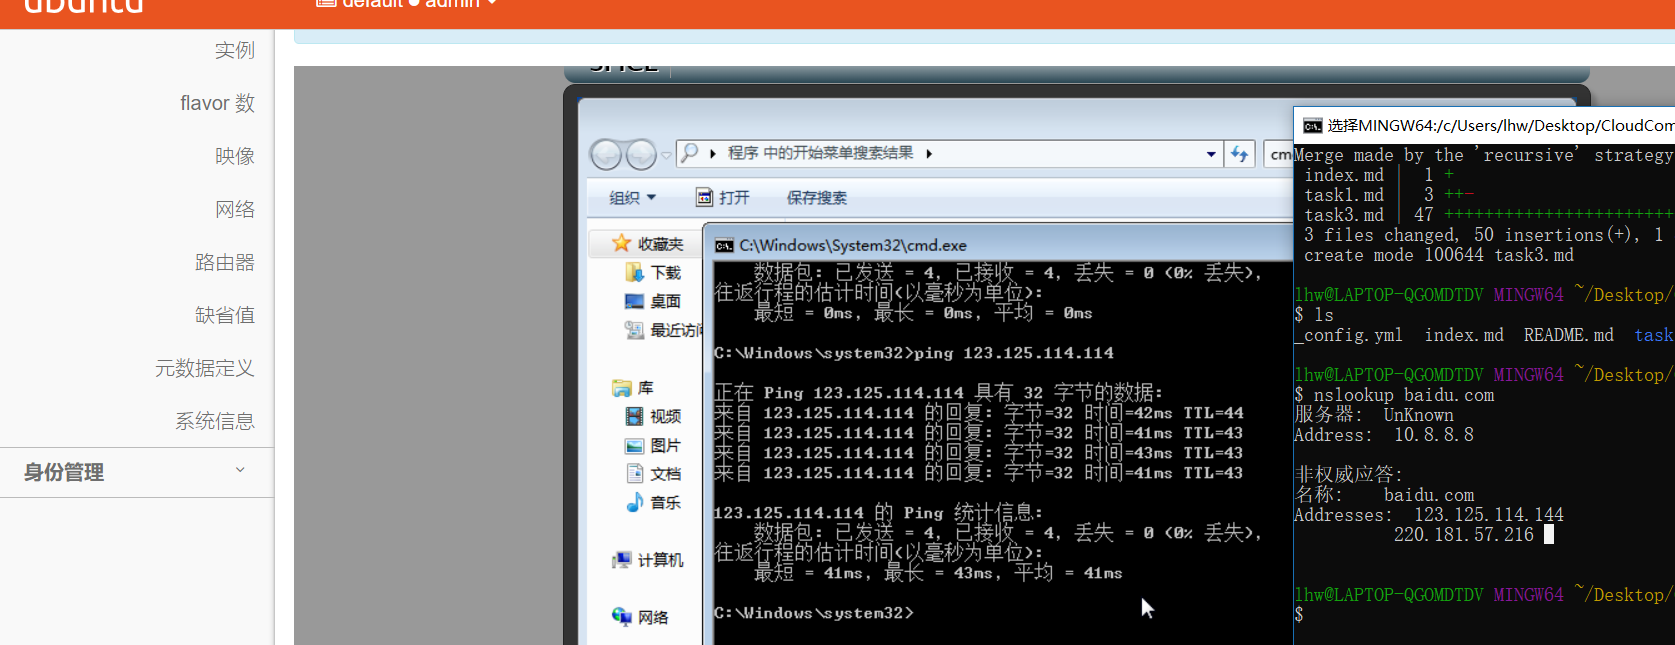 ubuntu
default ● admin
实例
flavor 数
映像
网络
路由器
缺省值
元数据定义
系统信息
身份管理
SPICE
程序 中的开始菜单搜索结果
组织
打开
保存搜索
收藏夹
下载
桌面
最近访问
库
视频
图片
文档
音乐
计算机
网络
C:\Windows\System32\cmd.exe
数据包: 已发送 = 4, 已接收 = 4, 丢失 = 0 (0% 丢失),
往返行程的估计时间(以毫秒为单位):
最短 = 0ms, 最长 = 0ms, 平均 = 0ms
C:\Windows\system32>ping 123.125.114.114
正在 Ping 123.125.114.114 具有 32 字节的数据:
来自 123.125.114.114 的回复: 字节=32 时间=42ms TTL=44
来自 123.125.114.114 的回复: 字节=32 时间=41ms TTL=43
来自 123.125.114.114 的回复: 字节=32 时间=43ms TTL=43
来自 123.125.114.114 的回复: 字节=32 时间=41ms TTL=43
123.125.114.114 的 Ping 统计信息:
数据包: 已发送 = 4, 已接收 = 4, 丢失 = 0 (0% 丢失),
往返行程的估计时间(以毫秒为单位):
最短 = 41ms, 最长 = 43ms, 平均 = 41ms
C:\Windows\system32>
cm
选择MINGW64:/c/Users/lhw/Desktop/CloudCom
Merge made by the 'recursive' strategy
index.md | 1 +
task1.md | 3 ++-
task3.md | 47 +++++++++++++++++++++++
3 files changed, 50 insertions(+), 1
create mode 100644 task3.md
lhw@LAPTOP-QGOMDTDV MINGW64 ~/Desktop/
$ ls
_config.yml index.md README.md task
lhw@LAPTOP-QGOMDTDV MINGW64 ~/Desktop/
$ nslookup baidu.com
服务器: UnKnown
Address: 10.8.8.8
非权威应答:
名称: baidu.com
Addresses: 123.125.114.144
220.181.57.216
lhw@LAPTOP-QGOMDTDV MINGW64 ~/Desktop/
$